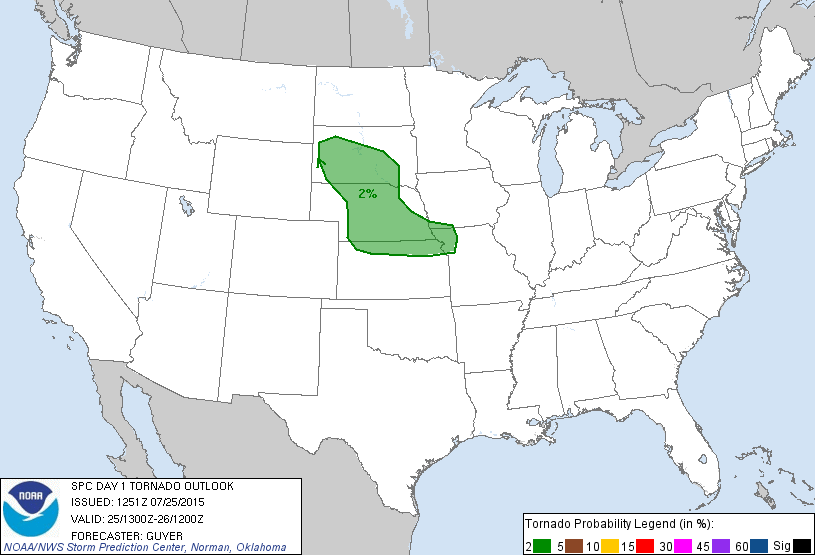 2%
SPC DAY 1 TORNADO OUTLOOK
ISSUED: 1251Z 07/25/2015
VALID: 25/1300Z-26/1200Z
FORECASTER: GUYER
NOAA/NWS Storm Prediction Center, Norman, Oklahoma
NOAA
Tornado Probability Legend (in %):
2 5 10 15 30 45 60 Sig